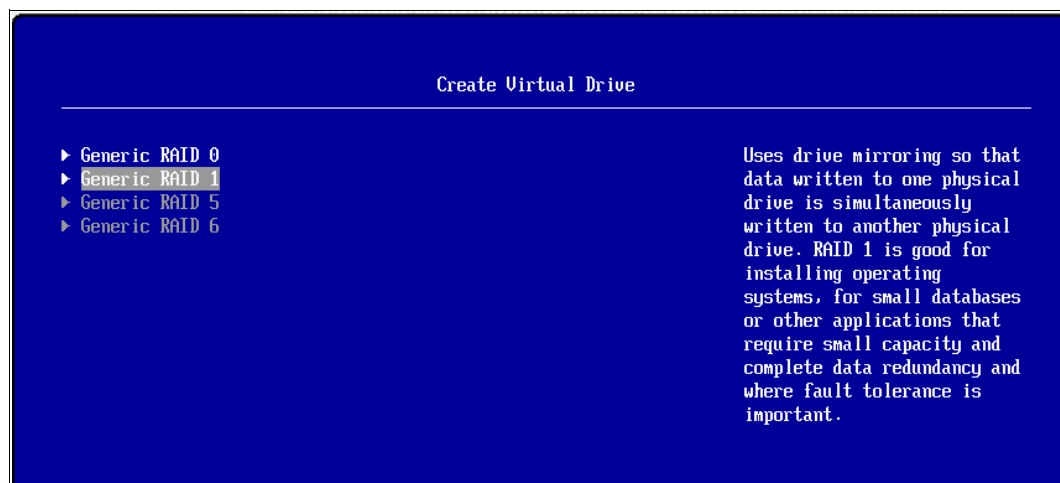 Create Virtual Drive
Generic RAID 0
Generic RAID 1
Generic RAID 5
Generic RAID 6
Uses drive mirroring so that
data written to one physical
drive is simultaneously
written to another physical
drive. RAID 1 is good for
installing operating
systems, for small databases
or other applications that
require small capacity and
complete data redundancy and
where fault tolerance is
important.